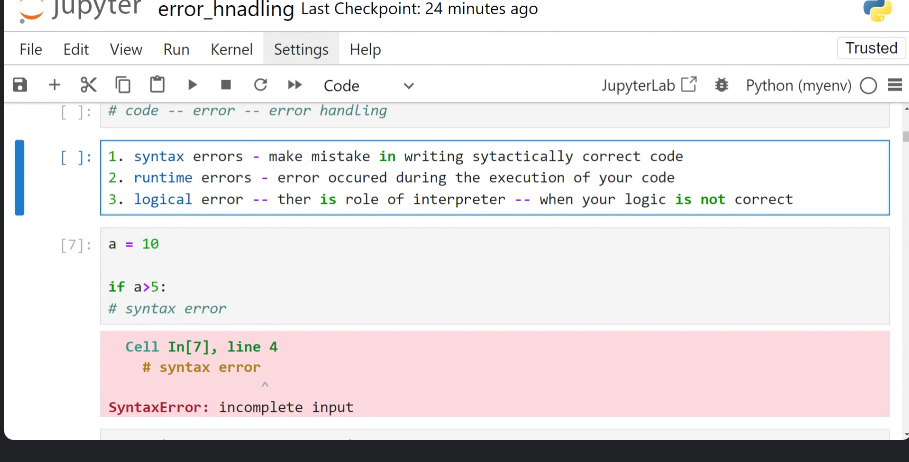 jupyter error_hnadling Last Checkpoint: 24 minutes ago
File Edit View Run Kernel Settings Help Trusted
Code JupyterLab Python (myenv)
[ ]: # code -- error -- error handling
[ ]: 1. syntax errors - make mistake in writing sytactically correct code
2. runtime errors - error occured during the execution of your code
3. logical error -- ther is role of interpreter -- when your logic is not correct
[7]: a = 10
if a>5:
# syntax error
Cell In[7], line 4
# syntax error
^
SyntaxError: incomplete input